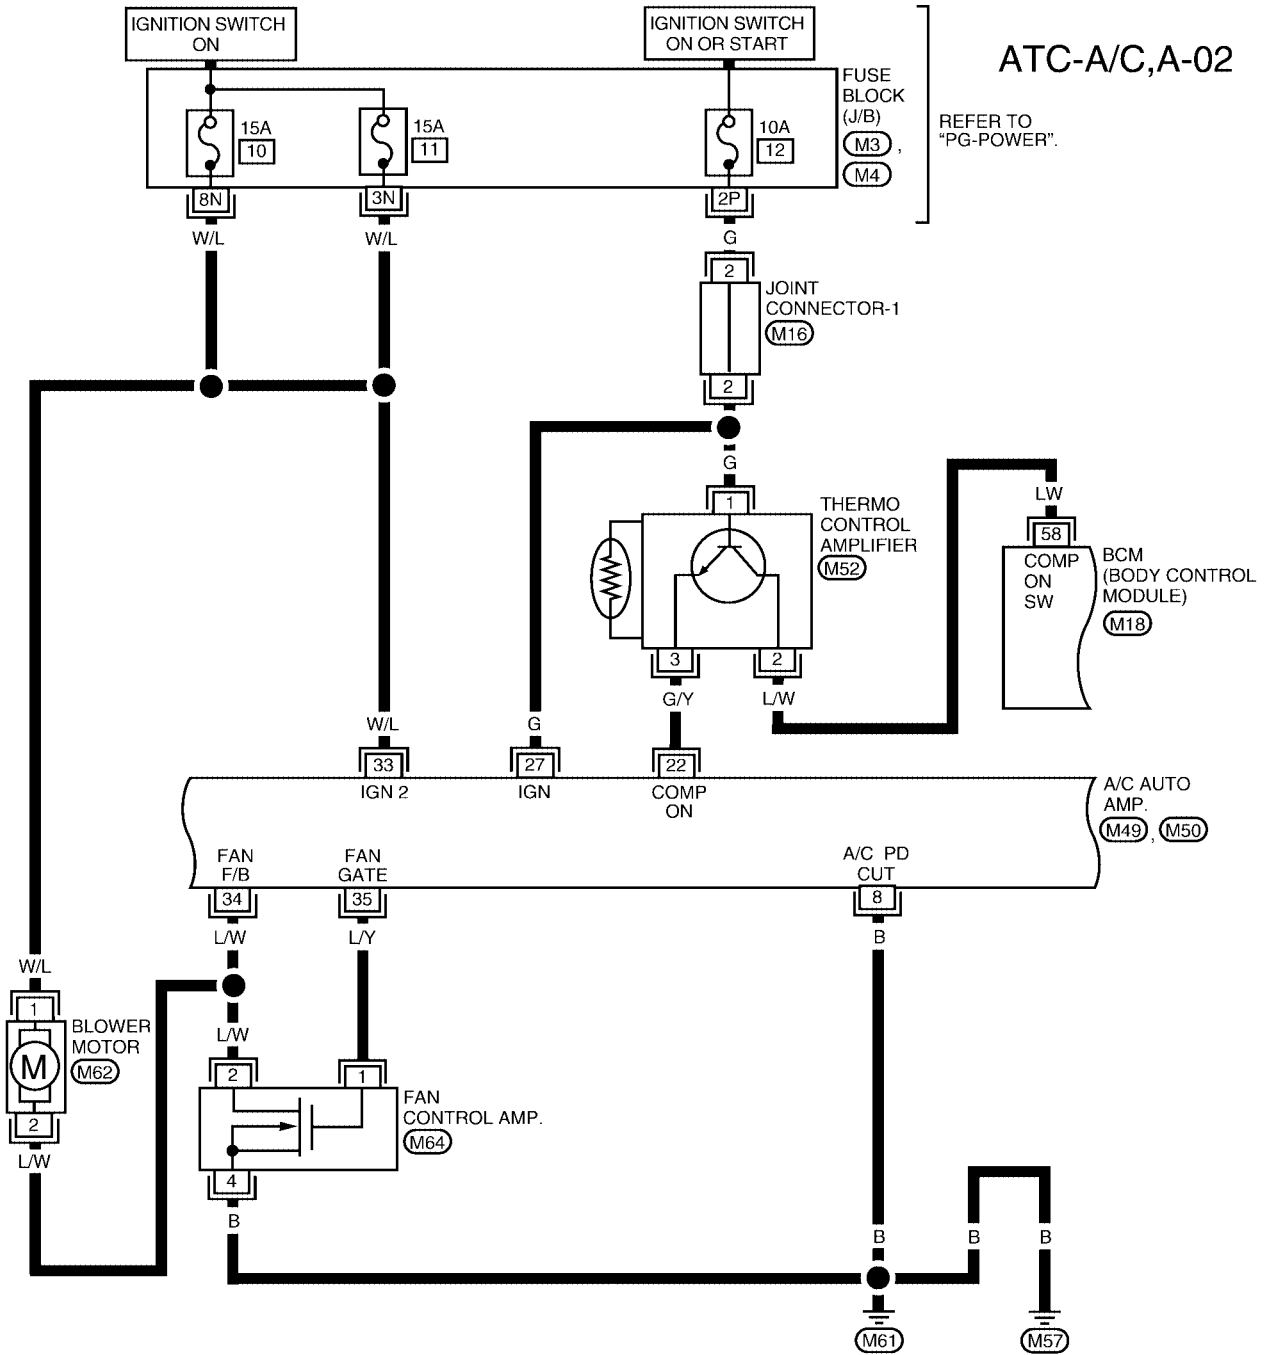 IGNITION SWITCH
ON
IGNITION SWITCH
ON OR START
ATC-A/C,A-02
FUSE
BLOCK
(J/B)
M3 ,
M4
REFER TO
“PG-POWER”.
15A
10
15A
11
10A
12
8N
3N
2P
W/L
W/L
G
2
JOINT
CONNECTOR-1
M16
2
G
LW
1
THERMO
CONTROL
AMPLIFIER
M52
58
COMP
ON
SW
BCM
(BODY CONTROL
MODULE)
M18
3
2
G/Y
L/W
W/L
G
33
27
22
IGN 2
IGN
COMP
ON
A/C AUTO
AMP.
M49 , M50
FAN
F/B
FAN
GATE
A/C PD
CUT
34
35
8
L/W
L/Y
B
W/L
1
BLOWER
MOTOR
M62
M
L/W
2
1
2
FAN
CONTROL AMP.
M64
L/W
4
B
B
B
B
M61
M57